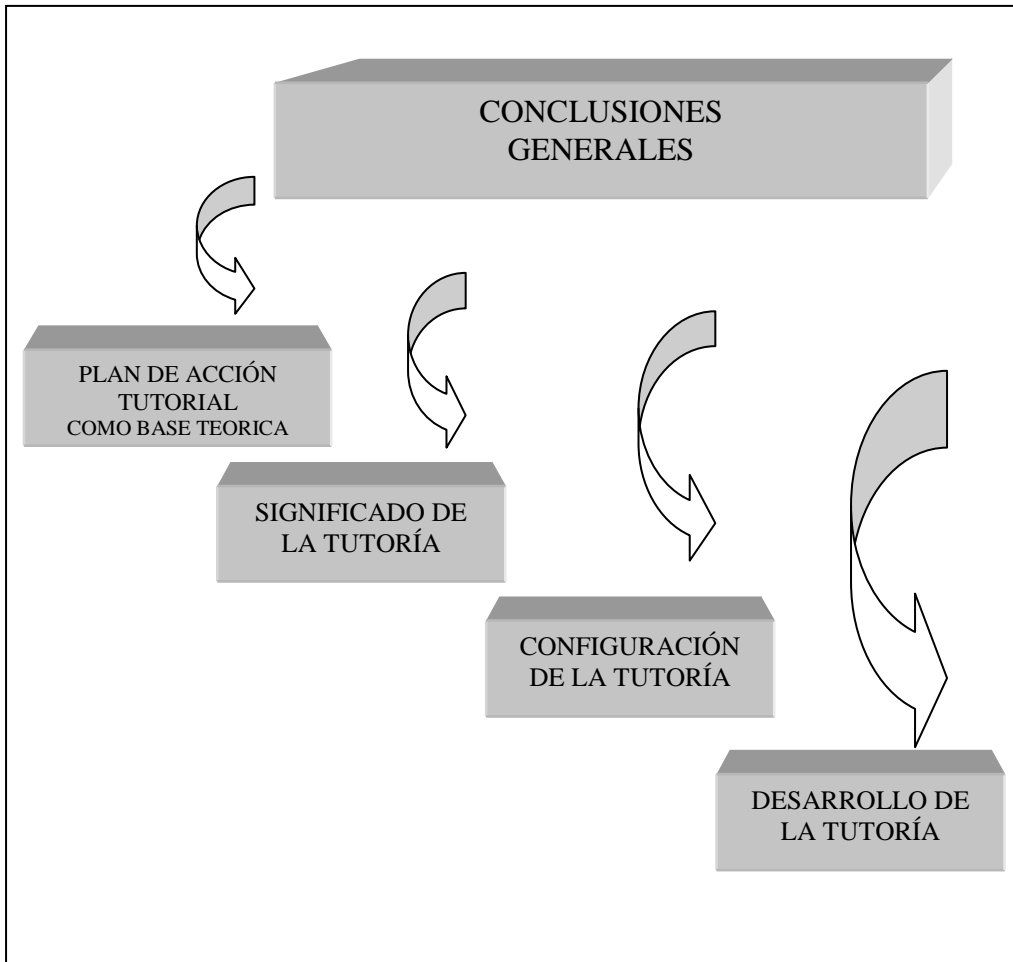 CONCLUSIONES
GENERALES
PLAN DE ACCIÓN
TUTORIAL
COMO BASE TEORICA
SIGNIFICADO DE
LA TUTORÍA
CONFIGURACIÓN
DE LA TUTORÍA
DESARROLLO DE
LA TUTORÍA